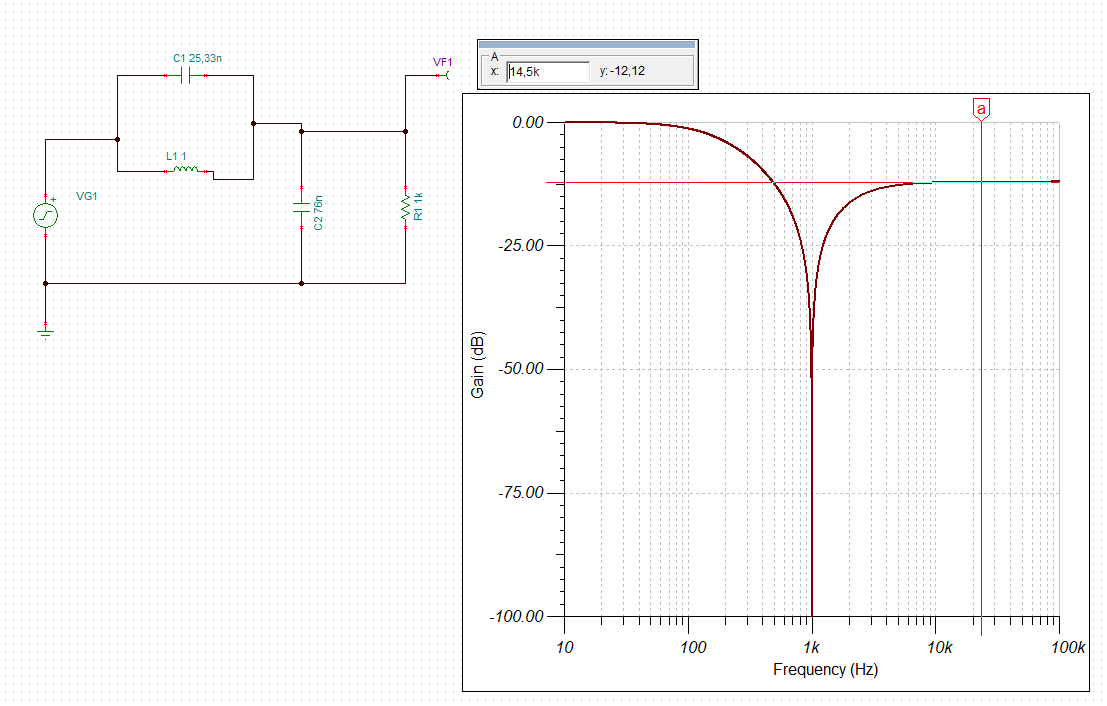 C1 25,33n
L1 1
VG1
+
C2 76n
R1 1k
VF1
A
x: 14,5k y: -12,12
a
0.00
-25.00
-50.00
-75.00
-100.00
Gain (dB)
10 100 1k 10k 100k
Frequency (Hz)